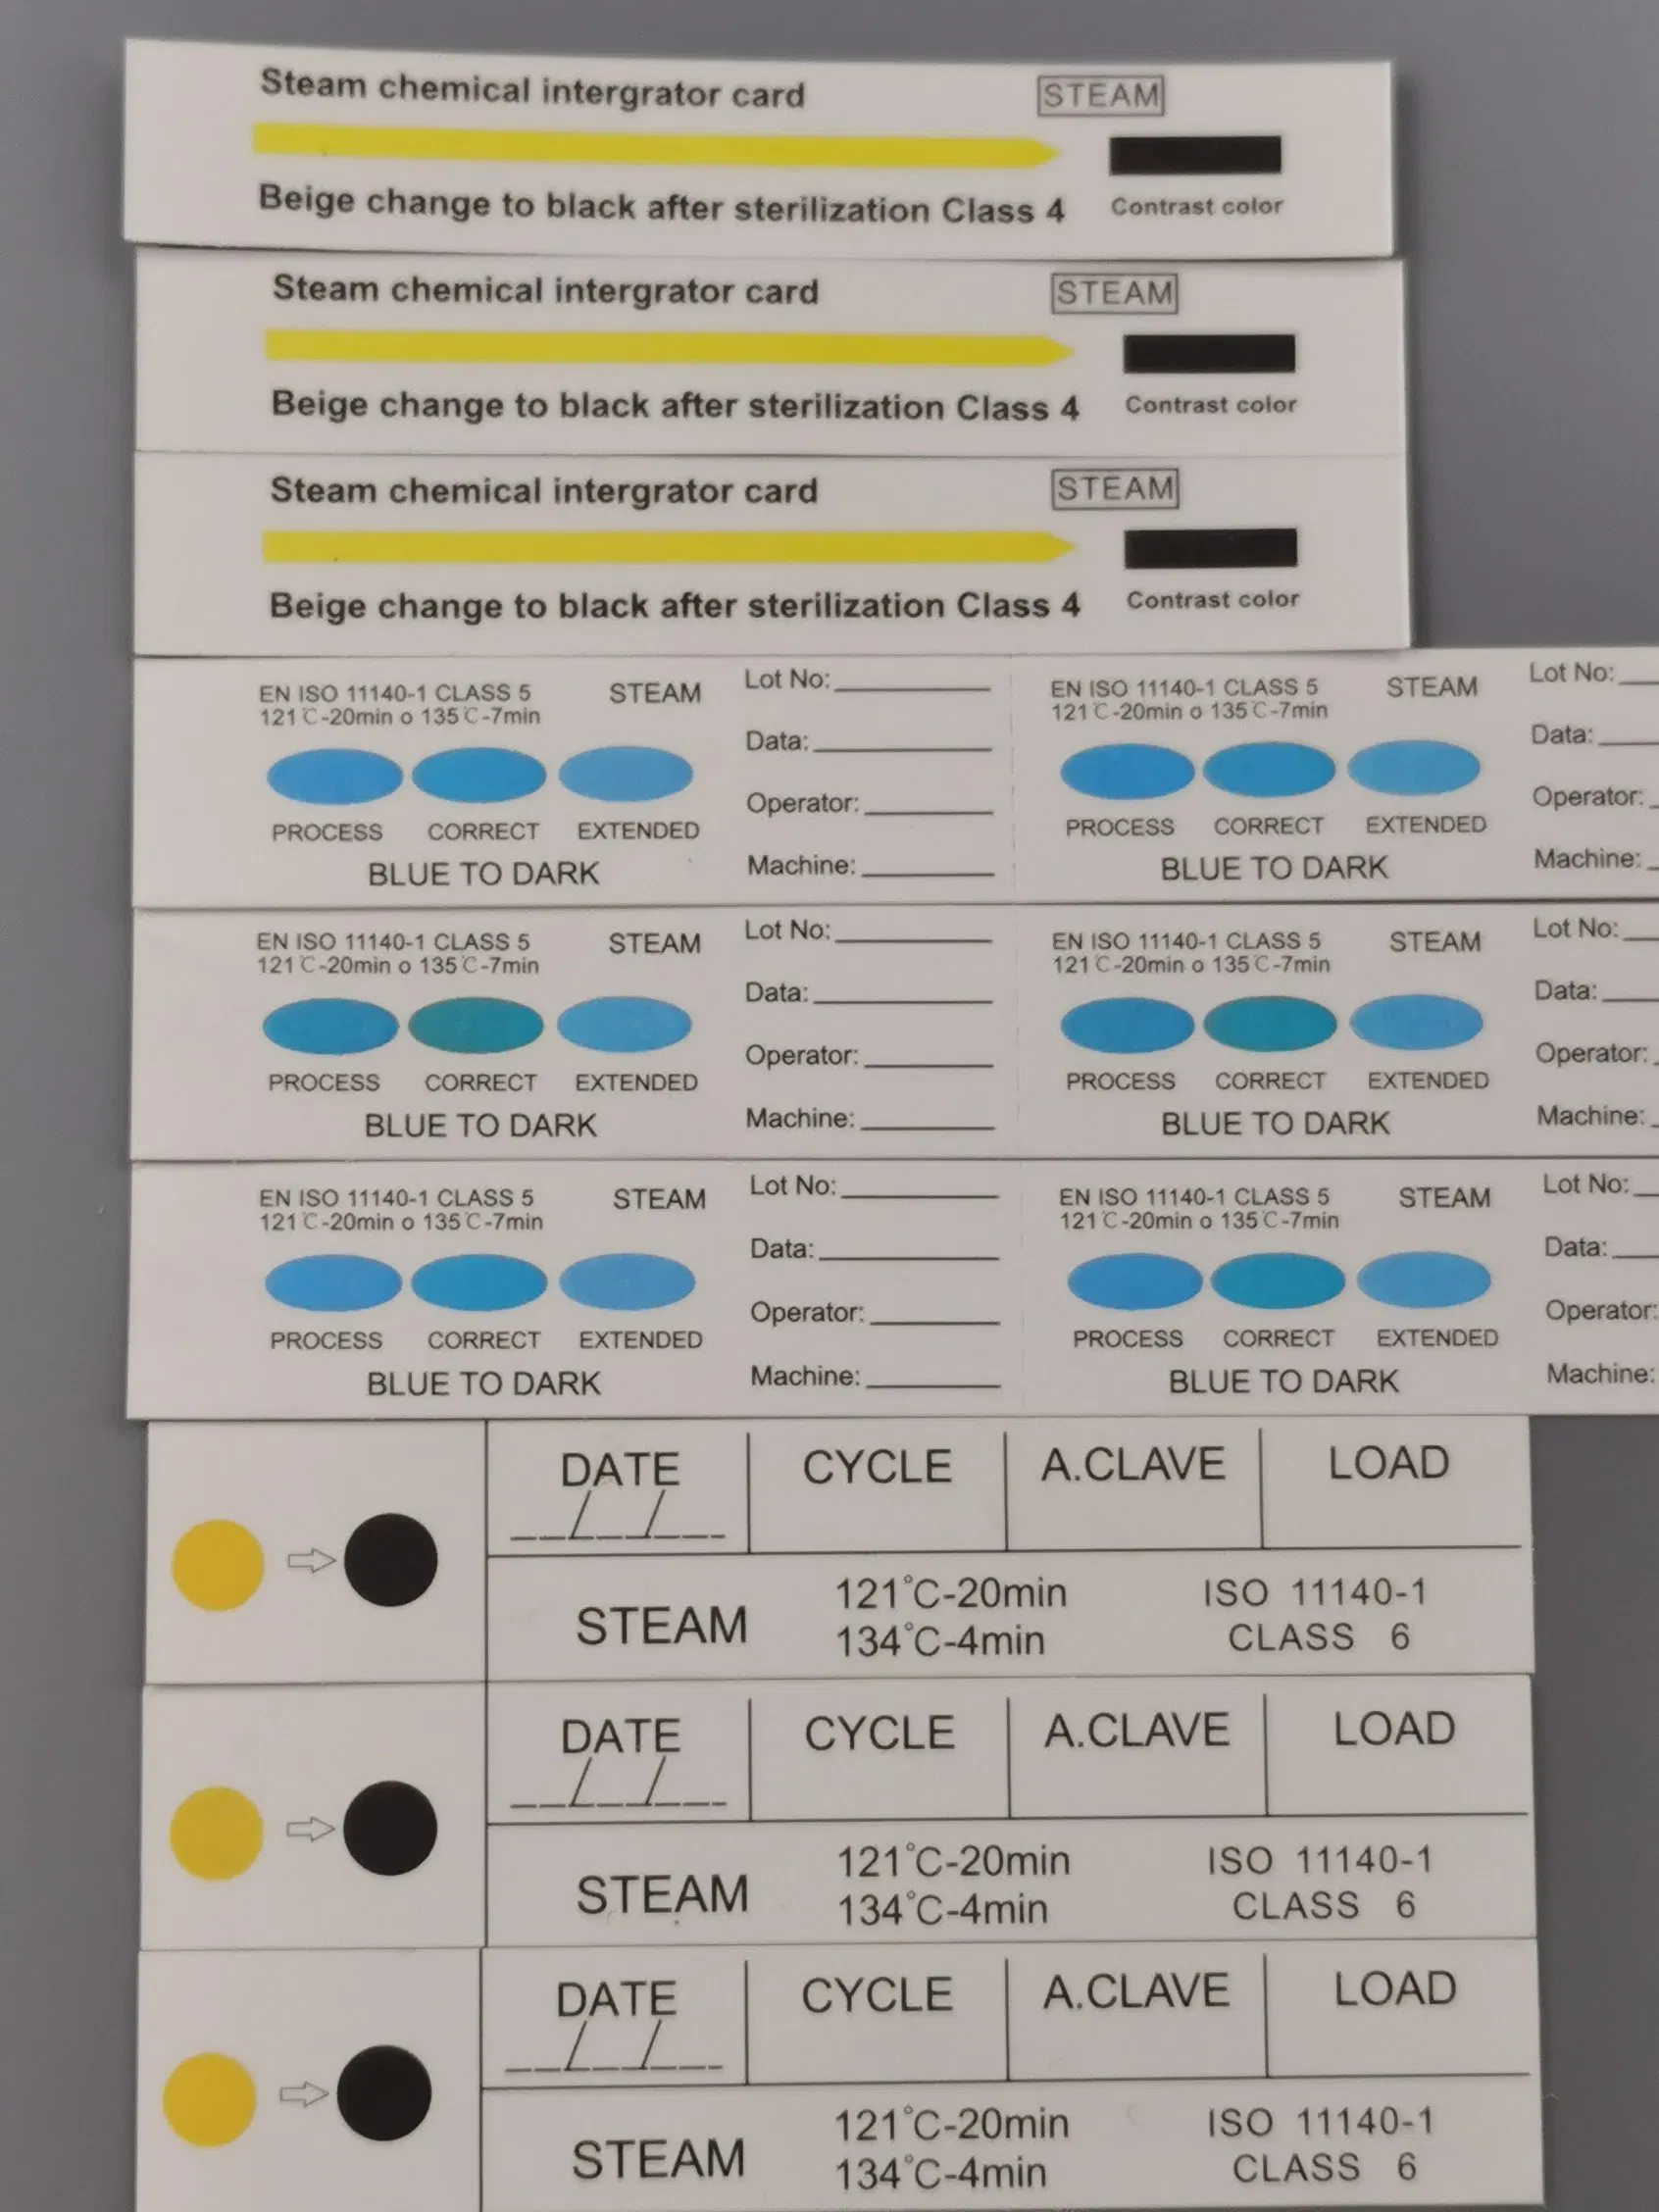 Steam chemical intergrator card STEAM
Beige change to black after sterilization Class 4 Contrast color
Steam chemical intergrator card STEAM
Beige change to black after sterilization Class 4 Contrast color
Steam chemical intergrator card STEAM
Beige change to black after sterilization Class 4 Contrast color
EN ISO 11140-1 CLASS 5 STEAM
121℃-20min o 135℃-7min
PROCESS CORRECT EXTENDED
BLUE TO DARK
Lot No:
Data:
Operator:
Machine:
EN ISO 11140-1 CLASS 5 STEAM
121℃-20min o 135℃-7min
PROCESS CORRECT EXTENDED
BLUE TO DARK
Lot No:
Data:
Operator:
Machine:
EN ISO 11140-1 CLASS 5 STEAM
121℃-20min o 135℃-7min
PROCESS CORRECT EXTENDED
BLUE TO DARK
Lot No:
Data:
Operator:
Machine:
EN ISO 11140-1 CLASS 5 STEAM
121℃-20min o 135℃-7min
PROCESS CORRECT EXTENDED
BLUE TO DARK
Lot No:
Data:
Operator:
Machine:
EN ISO 11140-1 CLASS 5 STEAM
121℃-20min o 135℃-7min
PROCESS CORRECT EXTENDED
BLUE TO DARK
Lot No:
Data:
Operator:
Machine:
EN ISO 11140-1 CLASS 5 STEAM
121℃-20min o 135℃-7min
PROCESS CORRECT EXTENDED
BLUE TO DARK
Lot No:
Data:
Operator:
Machine:
DATE CYCLE A.CLAVE LOAD
__/__/__
STEAM
121°C-20min
134°C-4min
ISO 11140-1
CLASS 6
DATE CYCLE A.CLAVE LOAD
__/__/__
STEAM
121°C-20min
134°C-4min
ISO 11140-1
CLASS 6
DATE CYCLE A.CLAVE LOAD
__/__/__
STEAM
121°C-20min
134°C-4min
ISO 11140-1
CLASS 6